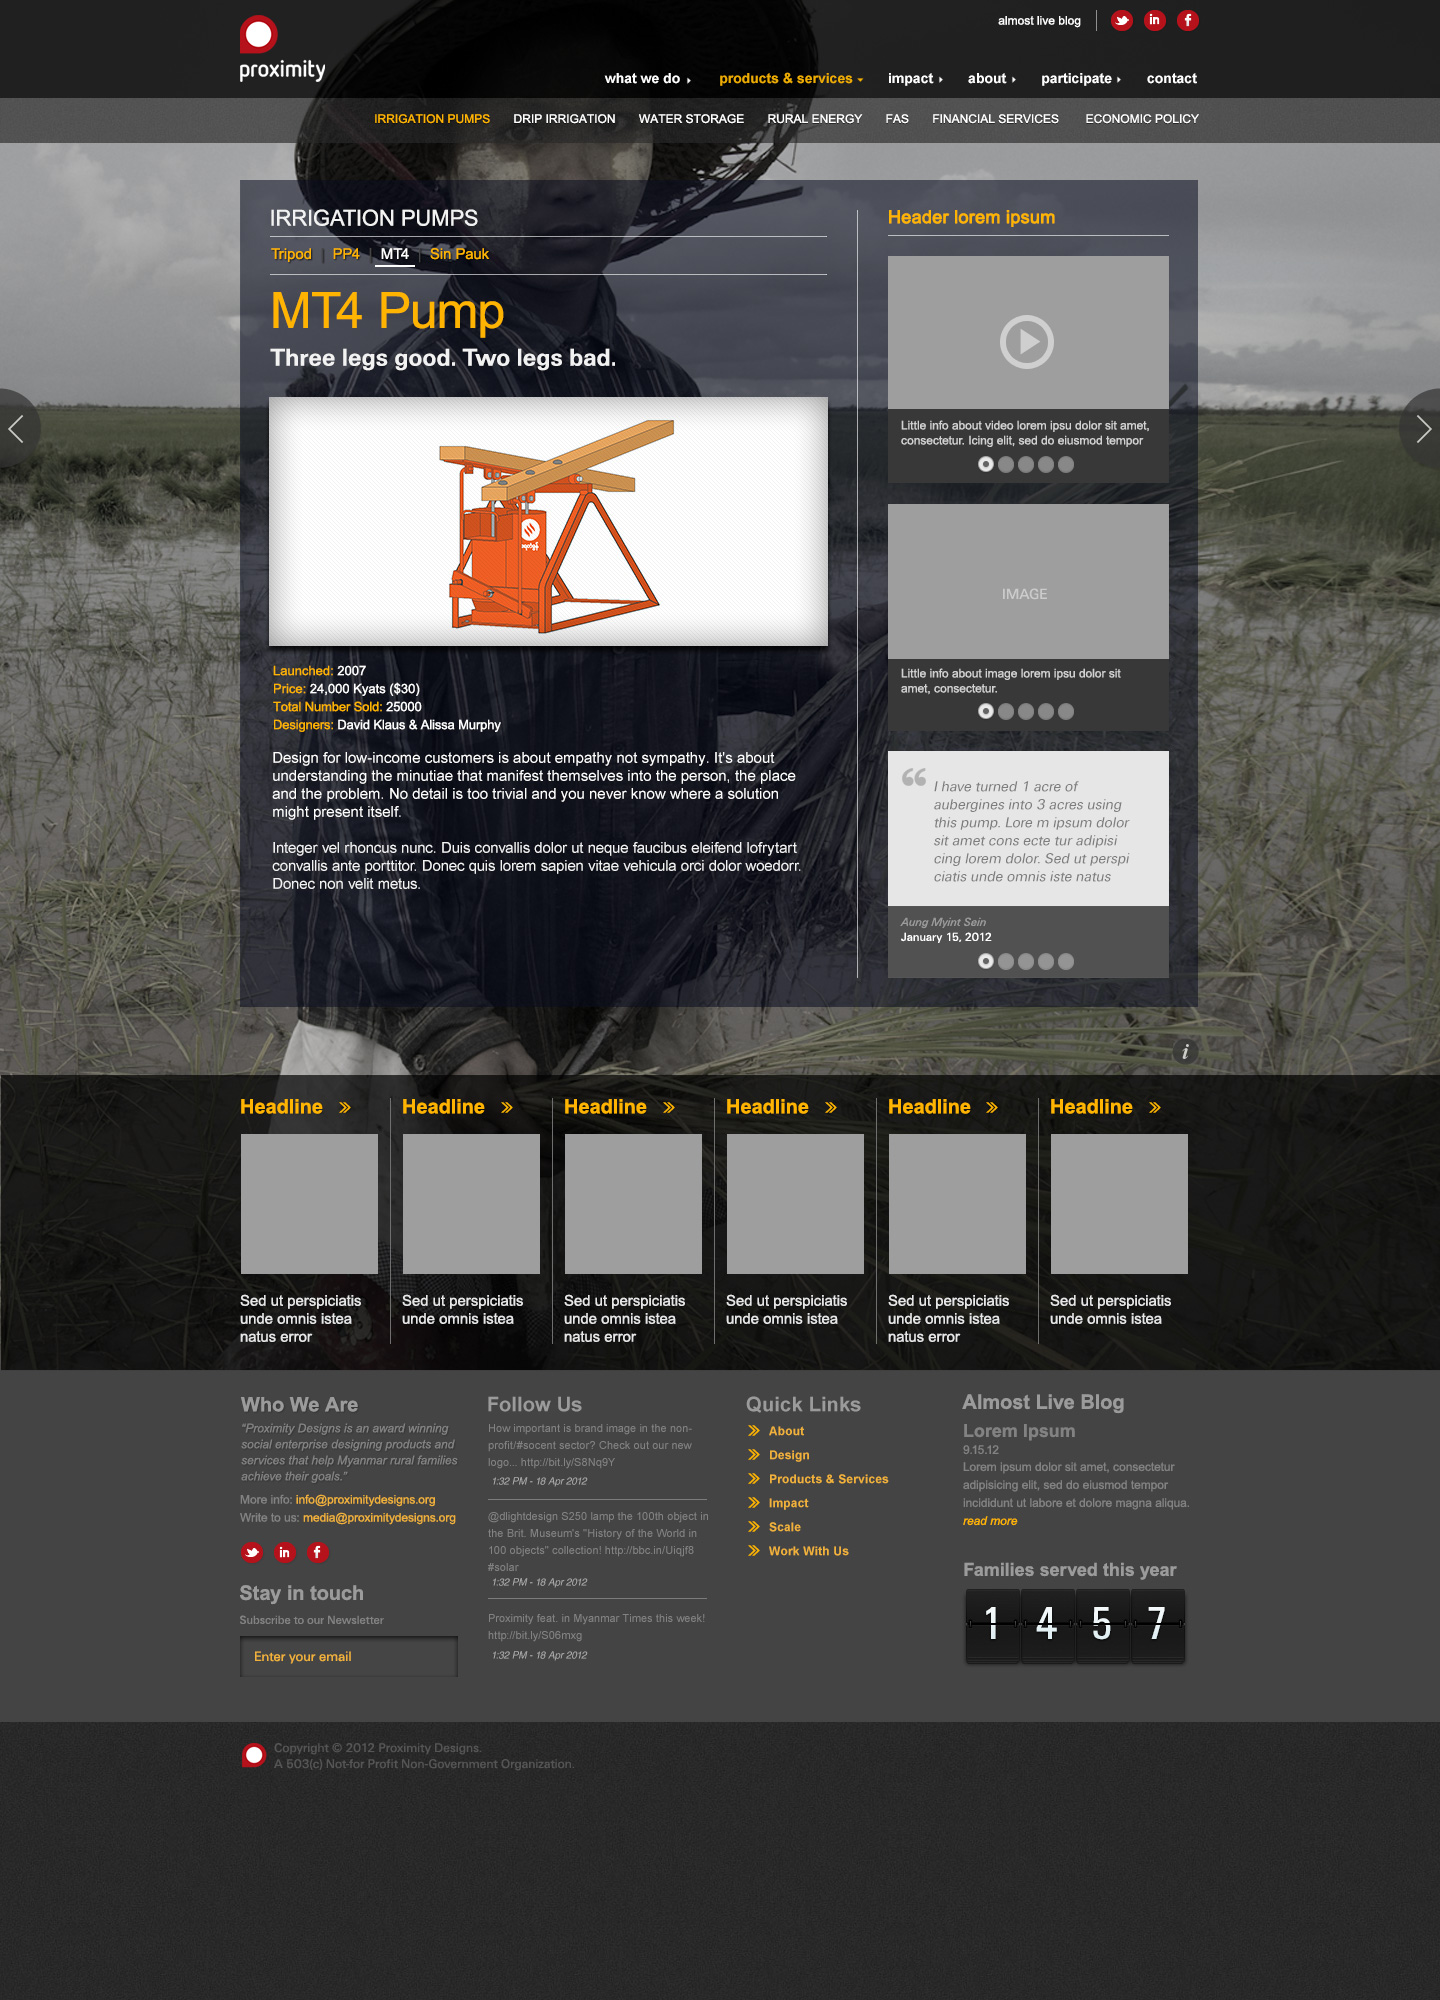 almost live blog
proximity
what we do
products & services
impact
about
participate
contact
IRRIGATION PUMPS
DRIP IRRIGATION
WATER STORAGE
RURAL ENERGY
FAS
FINANCIAL SERVICES
ECONOMIC POLICY
IRRIGATION PUMPS
Tripod | PP4 | MT4 | Sin Pauk
MT4 Pump
Three legs good. Two legs bad.
Launched: 2007
Price: 24,000 Kyats ($30)
Total Number Sold: 25000
Designers: David Klaus & Alissa Murphy
Design for low-income customers is about empathy not sympathy. It's about
understanding the minutiae that manifest themselves into the person, the place
and the problem. No detail is too trivial and you never know where a solution
might present itself.
Integer vel rhoncus nunc. Duis convallis dolor ut neque faucibus eleifend lofrytart
convallis ante porttitor. Donec quis lorem sapien vitae vehicula orci dolor woedorr.
Donec non velit metus.
Header lorem ipsum
Little info about video lorem ipsu dolor sit amet,
consectetur. Icing elit, sed do eiusmod tempor
IMAGE
Little info about image lorem ipsu dolor sit
amet, consectetur.
“ I have turned 1 acre of
aubergines into 3 acres using
this pump. Lore m ipsum dolor
sit amet cons ecte tur adipisi
cing lorem dolor. Sed ut perspi
ciatis unde omnis iste natus
Aung Myint Sein
January 15, 2012
i
Headline
Sed ut perspiciatis
unde omnis istea
natus error
Headline
Sed ut perspiciatis
unde omnis istea
Headline
Sed ut perspiciatis
unde omnis istea
natus error
Headline
Sed ut perspiciatis
unde omnis istea
Headline
Sed ut perspiciatis
unde omnis istea
natus error
Headline
Sed ut perspiciatis
unde omnis istea
Who We Are
“Proximity Designs is an award winning
social enterprise designing products and
services that help Myanmar rural families
achieve their goals.”
More info: info@proximitydesigns.org
Write to us: media@proximitydesigns.org
Stay in touch
Subscribe to our Newsletter
Enter your email
Follow Us
How important is brand image in the non-
profit/#socent sector? Check out our new
logo... http://bit.ly/S8Nq9Y
1:32 PM - 18 Apr 2012
@dlightdesign S250 lamp the 100th object in
the Brit. Museum's "History of the World in
100 objects" collection! http://bbc.in/Uiqjf8
#solar
1:32 PM - 18 Apr 2012
Proximity feat. in Myanmar Times this week!
http://bit.ly/S06mxg
1:32 PM - 18 Apr 2012
Quick Links
About
Design
Products & Services
Impact
Scale
Work With Us
Almost Live Blog
Lorem Ipsum
9.15.12
Lorem ipsum dolor sit amet, consectetur
adipisicing elit, sed do eiusmod tempor
incididunt ut labore et dolore magna aliqua.
read more
Families served this year
1 4 5 7
Copyright © 2012 Proximity Designs.
A 503(c) Not-for Profit Non-Government Organization.